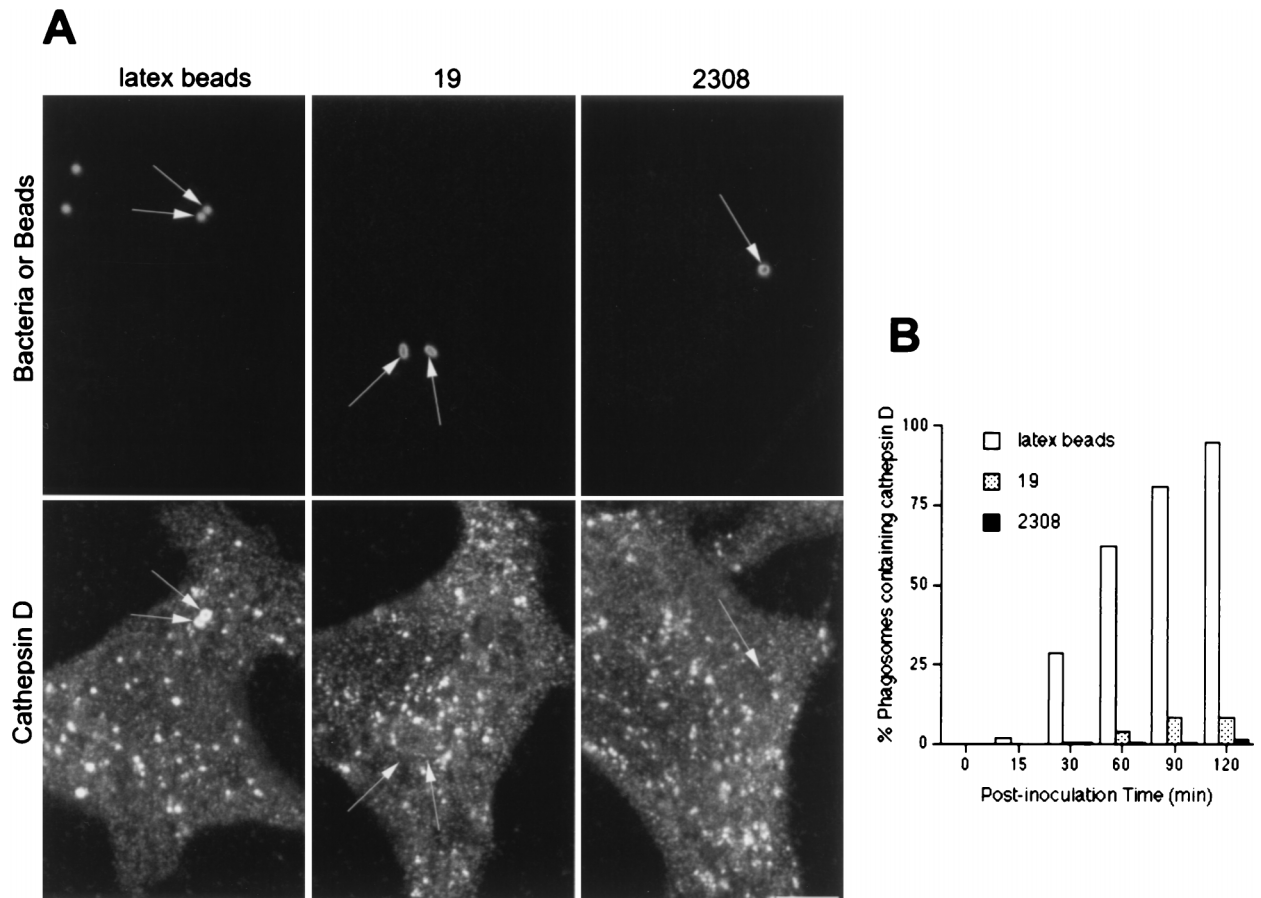 A
latex beads
19
2308
Bacteria or Beads
Cathepsin D
B
% Phagosomes containing cathepsin D
100
75
50
25
0
latex beads
19
2308
0 15 30 60 90 120
Post-inoculation Time (min)